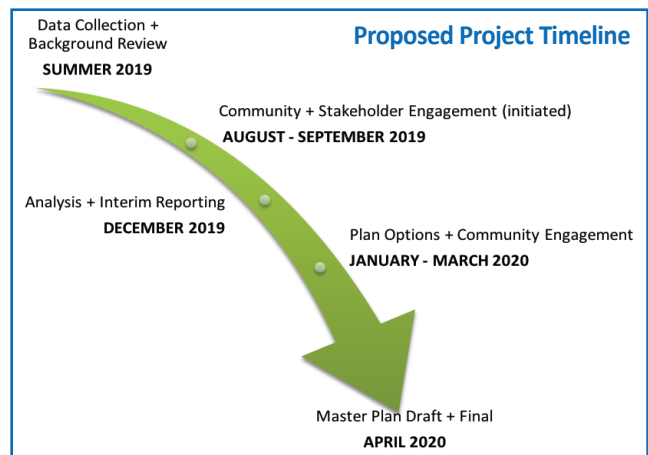 Proposed Project Timeline
Data Collection +
Background Review
SUMMER 2019
Community + Stakeholder Engagement (initiated)
AUGUST - SEPTEMBER 2019
Analysis + Interim Reporting
DECEMBER 2019
Plan Options + Community Engagement
JANUARY - MARCH 2020
Master Plan Draft + Final
APRIL 2020